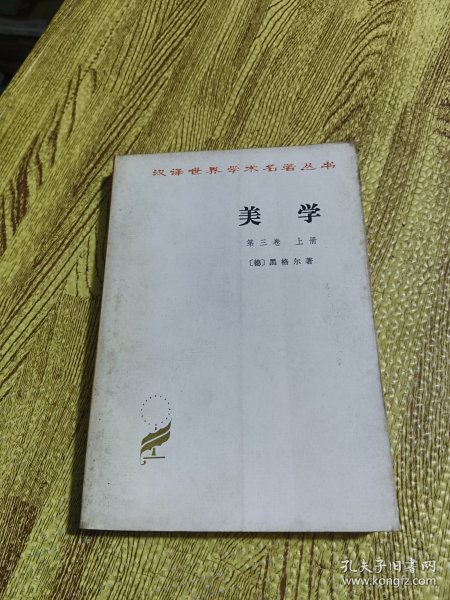 汉译世界学术名著丛书
美学
第三卷 上册
〔德〕黑格尔著
孔夫子旧书网
www.kongfz.com